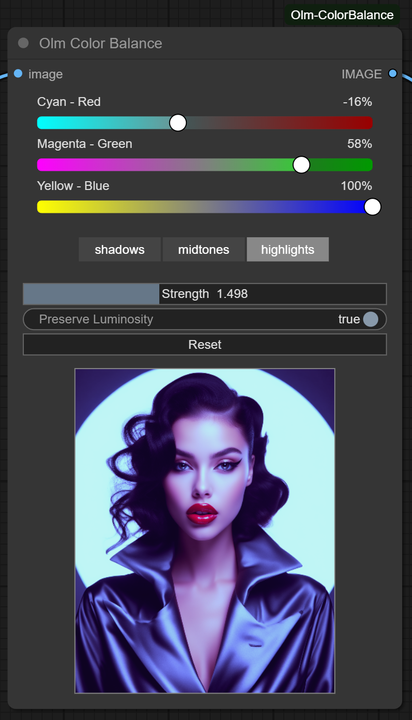 Olm-ColorBalance
Olm Color Balance
image IMAGE
Cyan - Red -16%
Magenta - Green 58%
Yellow - Blue 100%
shadows midtones highlights
Strength 1.498
Preserve Luminosity true
Reset